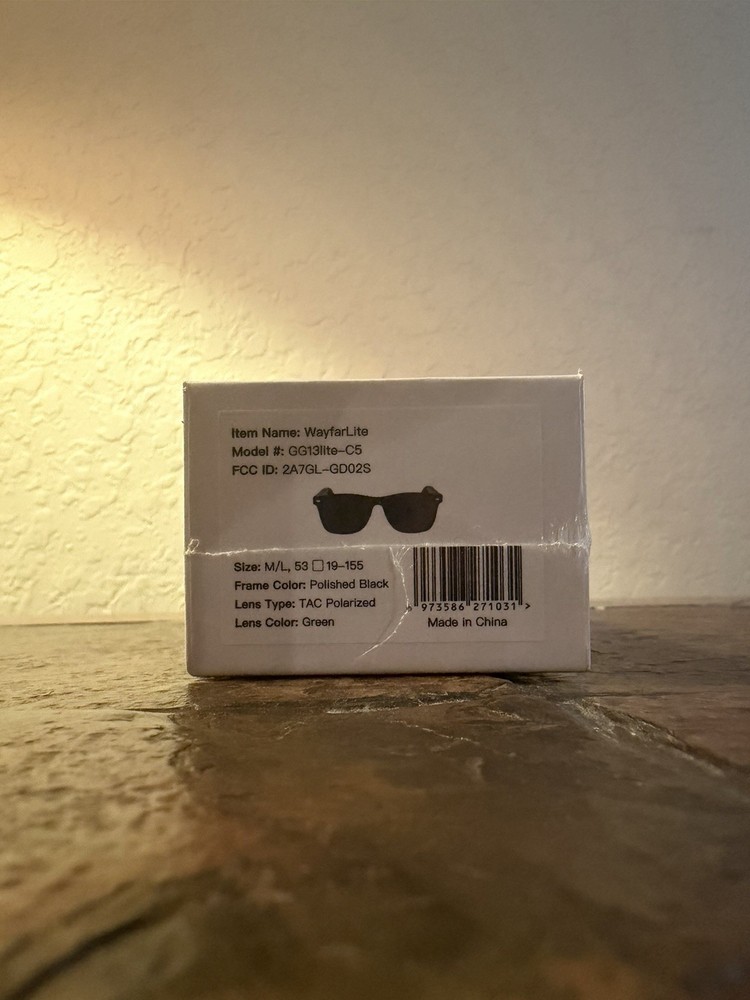 Item Name: WayfarLite
Model #: GG13lite-C5
FCC ID: 2A7GL-GD02S
Size: M/L, 53 □ 19-155
Frame Color: Polished Black
Lens Type: TAC Polarized
Lens Color: Green
973586 271031 >
Made in China